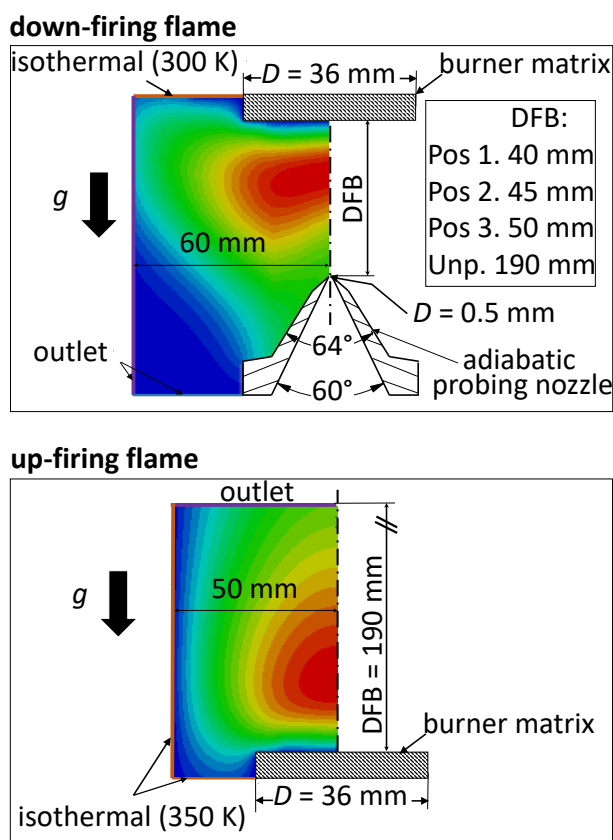 down-firing flame
isothermal (300 K)
D = 36 mm
burner matrix
DFB:
Pos 1. 40 mm
Pos 2. 45 mm
Pos 3. 50 mm
Unp. 190 mm
g
DFB
60 mm
D = 0.5 mm
64°
adiabatic
probing nozzle
outlet
60°
up-firing flame
outlet
g
50 mm
DFB = 190 mm
burner matrix
isothermal (350 K)
D = 36 mm